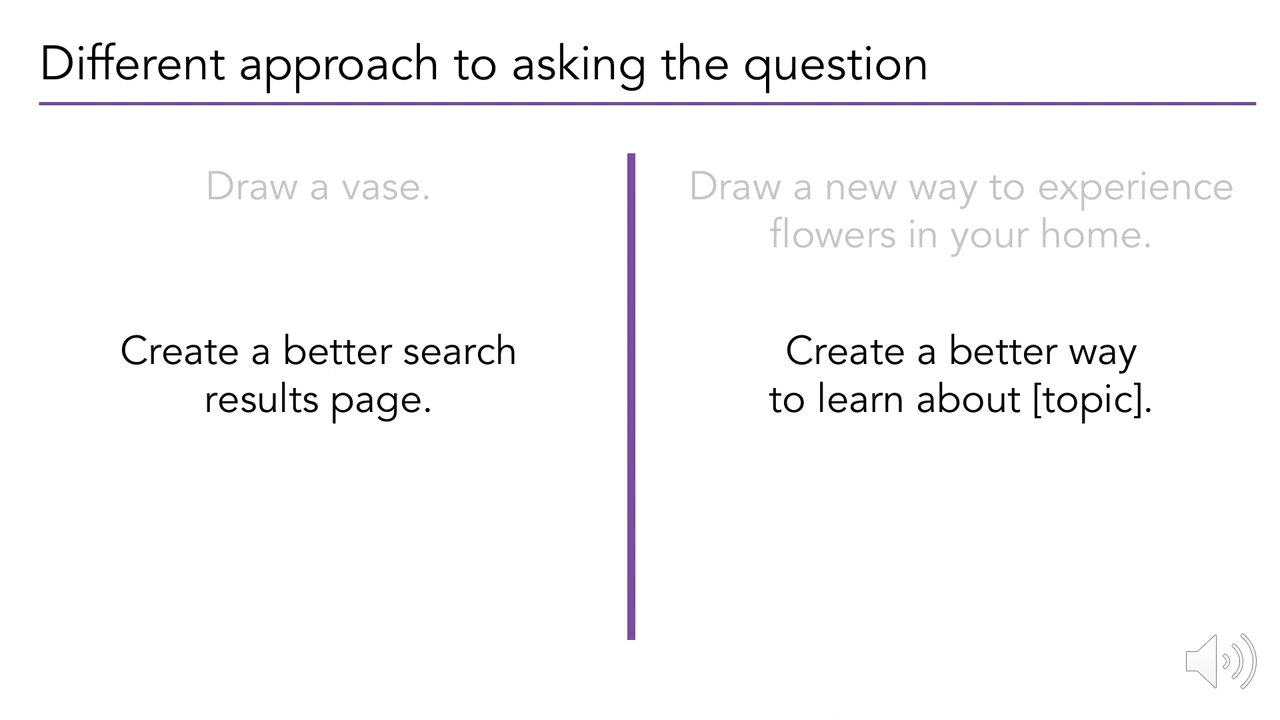 Different approach to asking the question
Draw a vase.
Draw a new way to experience
flowers in your home.
Create a better search
results page.
Create a better way
to learn about [topic].